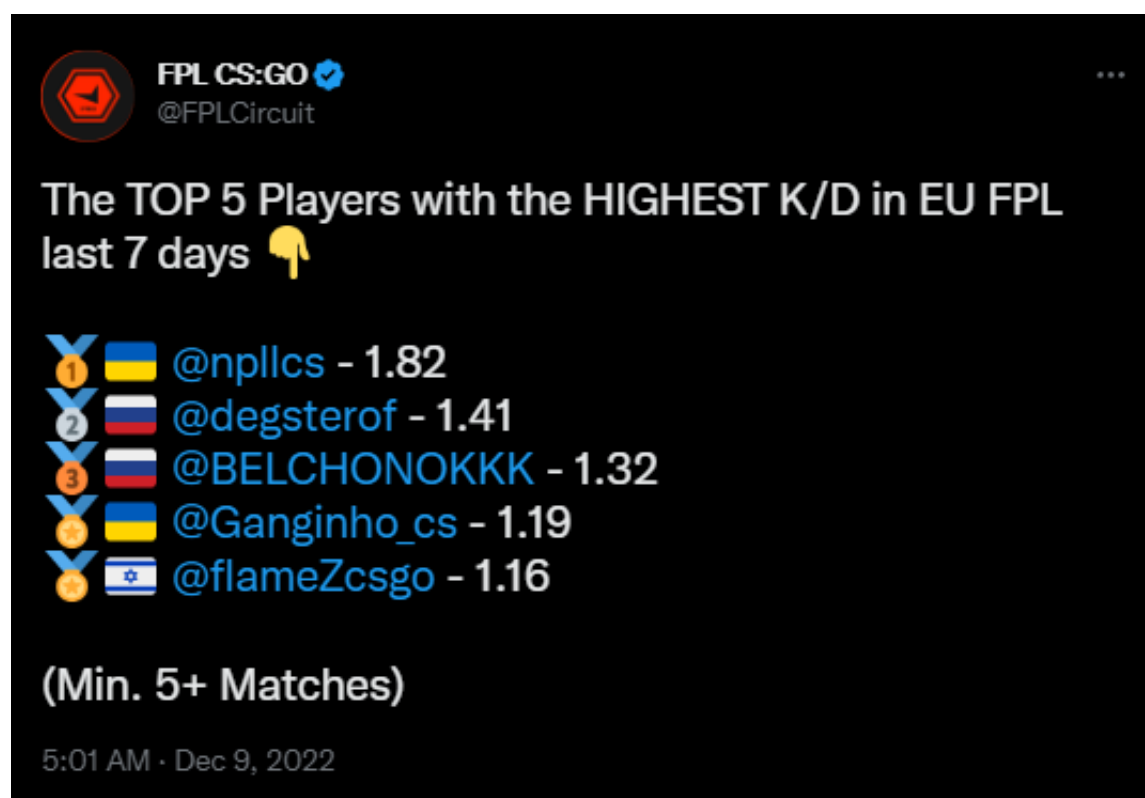 FPL CS:GO
@FPLCircuit
The TOP 5 Players with the HIGHEST K/D in EU FPL
last 7 days 👇
🥇🇺🇦 @npllcs - 1.82
🥈🇷🇺 @degsterof - 1.41
🥉🇷🇺 @BELCHONOKKK - 1.32
🏅🇺🇦 @Ganginho_cs - 1.19
🏅🇮🇱 @flameZcsgo - 1.16
(Min. 5+ Matches)
5:01 AM · Dec 9, 2022